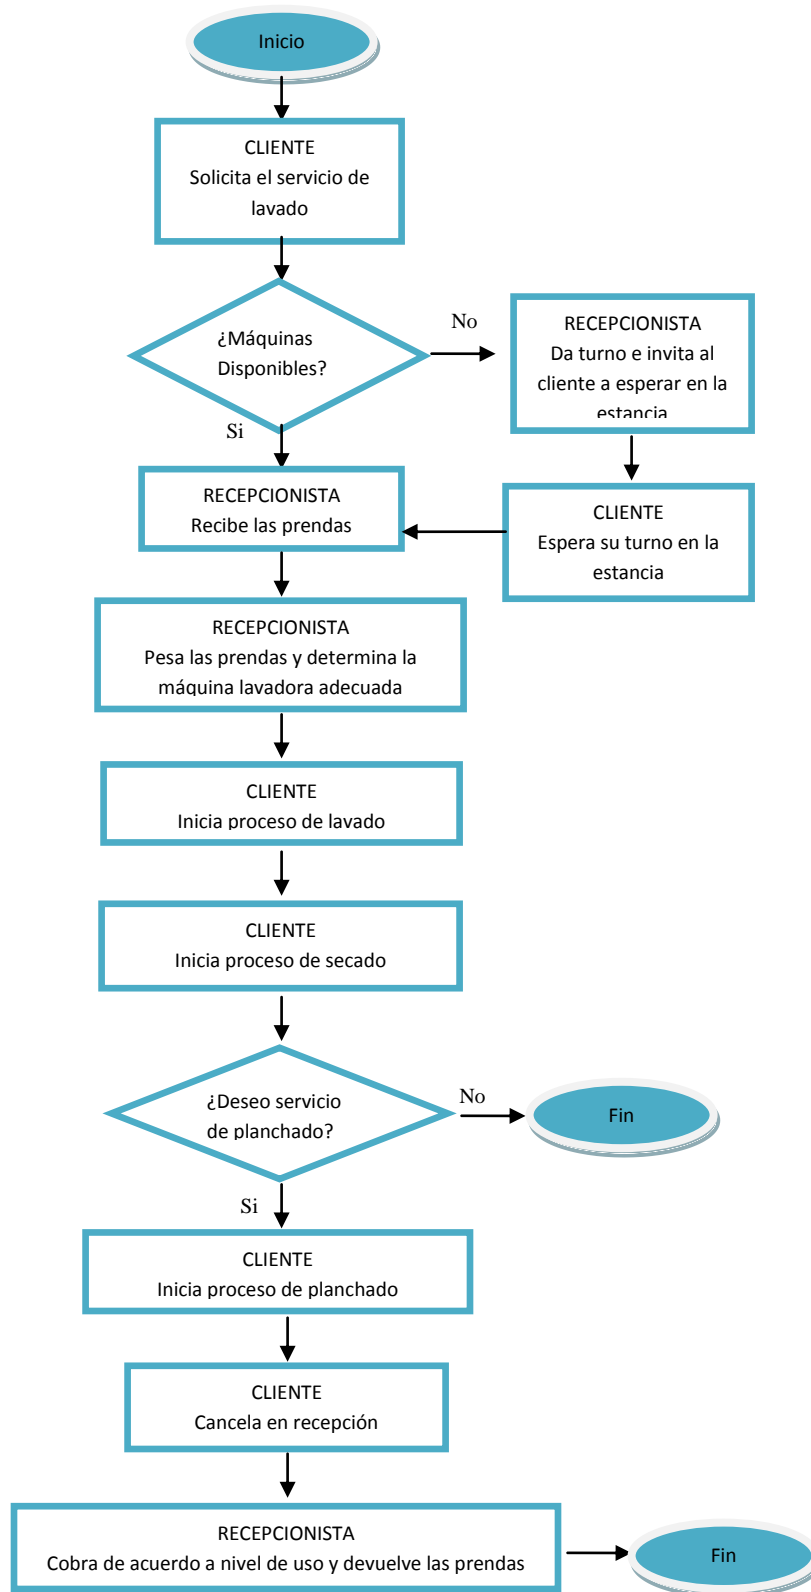 Inicio
CLIENTE
Solicita el servicio de
lavado
¿Máquinas
Disponibles?
No
RECEPCIONISTA
Da turno e invita al
cliente a esperar en la
estancia
Si
RECEPCIONISTA
Recibe las prendas
CLIENTE
Espera su turno en la
estancia
RECEPCIONISTA
Pesa las prendas y determina la
máquina lavadora adecuada
CLIENTE
Inicia proceso de lavado
CLIENTE
Inicia proceso de secado
¿Deseo servicio
de planchado?
No
Fin
Si
CLIENTE
Inicia proceso de planchado
CLIENTE
Cancela en recepción
RECEPCIONISTA
Cobra de acuerdo a nivel de uso y devuelve las prendas
Fin